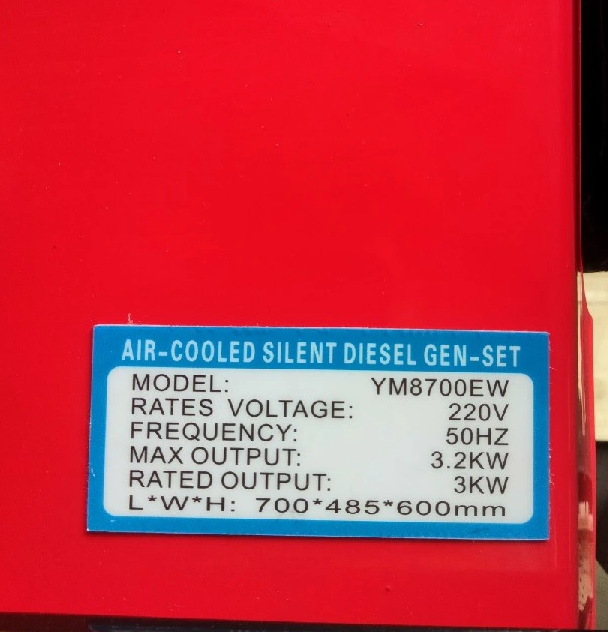 AIR-COOLED SILENT DIESEL GEN-SET
MODEL: YM8700EW
RATES VOLTAGE: 220V
FREQUENCY: 50HZ
MAX OUTPUT: 3.2KW
RATED OUTPUT: 3KW
L*W*H: 700*485*600mm